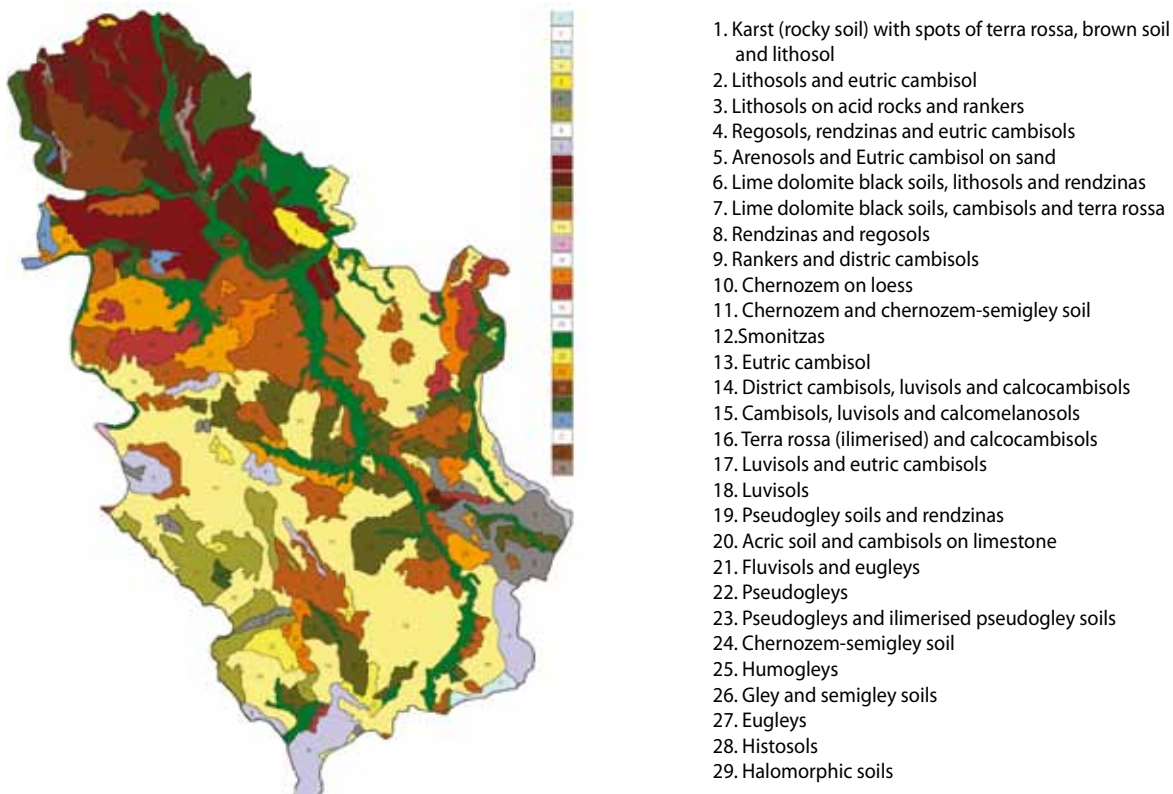 1. Karst (rocky soil) with spots of terra rossa, brown soil
and lithosol
2. Lithosols and eutric cambisol
3. Lithosols on acid rocks and rankers
4. Regosols, rendzinas and eutric cambisols
5. Arenosols and Eutric cambisol on sand
6. Lime dolomite black soils, lithosols and rendzinas
7. Lime dolomite black soils, cambisols and terra rossa
8. Rendzinas and regosols
9. Rankers and distric cambisols
10. Chernozem on loess
11. Chernozem and chernozem-semigley soil
12.Smonitzas
13. Eutric cambisol
14. District cambisols, luvisols and calcocambisols
15. Cambisols, luvisols and calcomelanosols
16. Terra rossa (ilimerised) and calcocambisols
17. Luvisols and eutric cambisols
18. Luvisols
19. Pseudogley soils and rendzinas
20. Acric soil and cambisols on limestone
21. Fluvisols and eugleys
22. Pseudogleys
23. Pseudogleys and ilimerised pseudogley soils
24. Chernozem-semigley soil
25. Humogleys
26. Gley and semigley soils
27. Eugleys
28. Histosols
29. Halomorphic soils